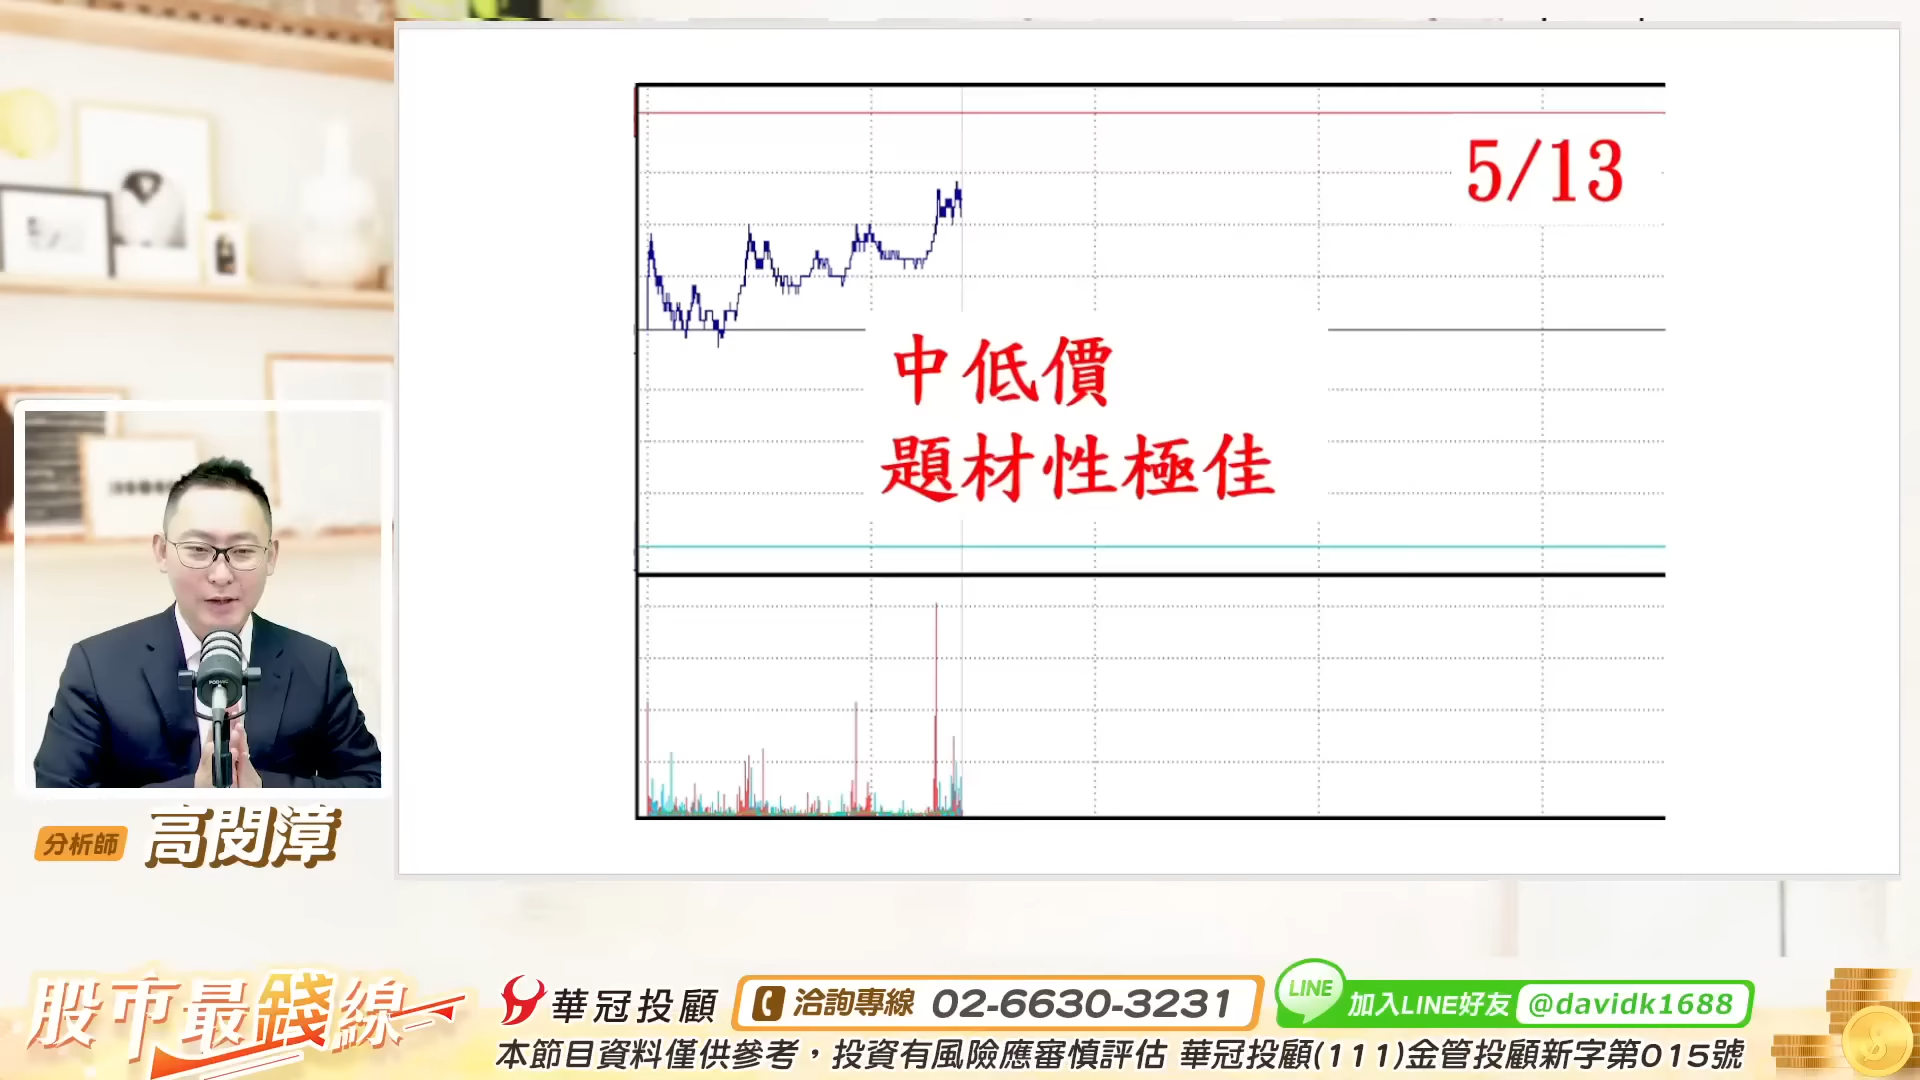 5/13
中低價
題材性極佳
分析師 高閔漳
股市最錢線
華冠投顧 洽詢專線 02-6630-3231
LINE 加入LINE好友 @davidk1688
本節目資料僅供參考，投資有風險應審慎評估 華冠投顧(111)金管投顧新字第015號